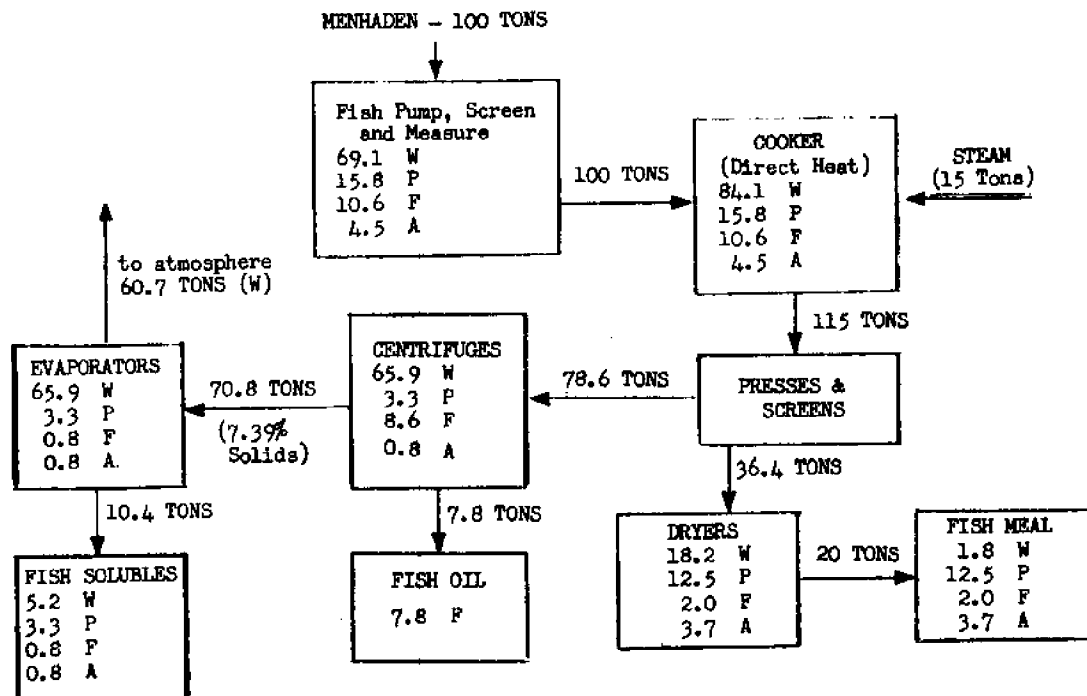 MENHADEN - 100 TONS
Fish Pump, Screen
and Measure
69.1 W
15.8 P
10.6 F
4.5 A
100 TONS
COOKER
(Direct Heat)
84.1 W
15.8 P
10.6 F
4.5 A
STEAM
(15 Tons)
115 TONS
PRESSES &
SCREENS
78.6 TONS
CENTRIFUGES
65.9 W
3.3 P
8.6 F
0.8 A
70.8 TONS
(7.39%
Solids)
to atmosphere
60.7 TONS (W)
EVAPORATORS
65.9 W
3.3 P
0.8 F
0.8 A.
10.4 TONS
FISH SOLUBLES
5.2 W
3.3 P
0.8 F
0.8 A
7.8 TONS
FISH OIL
7.8 F
36.4 TONS
DRYERS
18.2 W
12.5 P
2.0 F
3.7 A
20 TONS
FISH MEAL
1.8 W
12.5 P
2.0 F
3.7 A